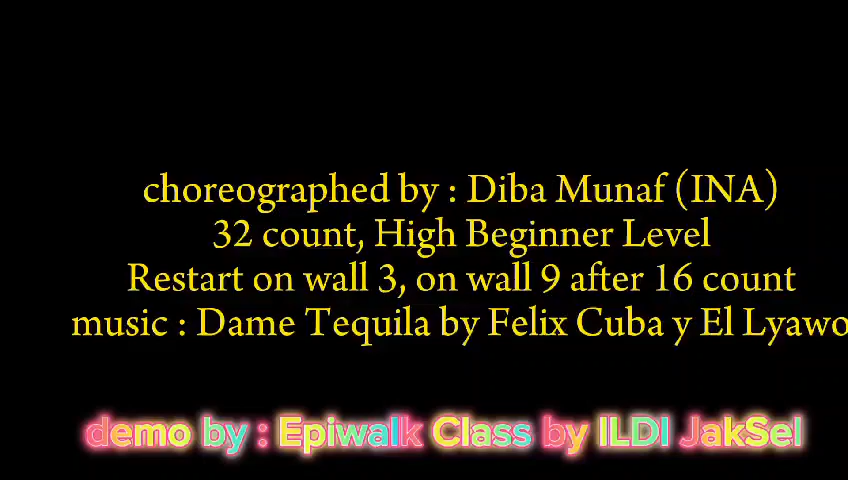 choreographed by : Diba Munaf (INA)
32 count, High Beginner Level
Restart on wall 3, on wall 9 after 16 count
music : Dame Tequila by Felix Cuba y El Lyawo
demo by : Epiwalk Class by ILDI JakSel